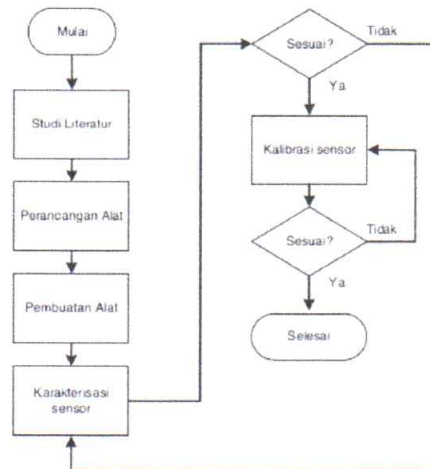 Mulai
Studi Literatur
Perancangan Alat
Pembuatan Alat
Karakterisasi
sensor
Sesuai?
Tidak
Ya
Kalibrasi sensor
Sesuai?
Tidak
Ya
Selesai